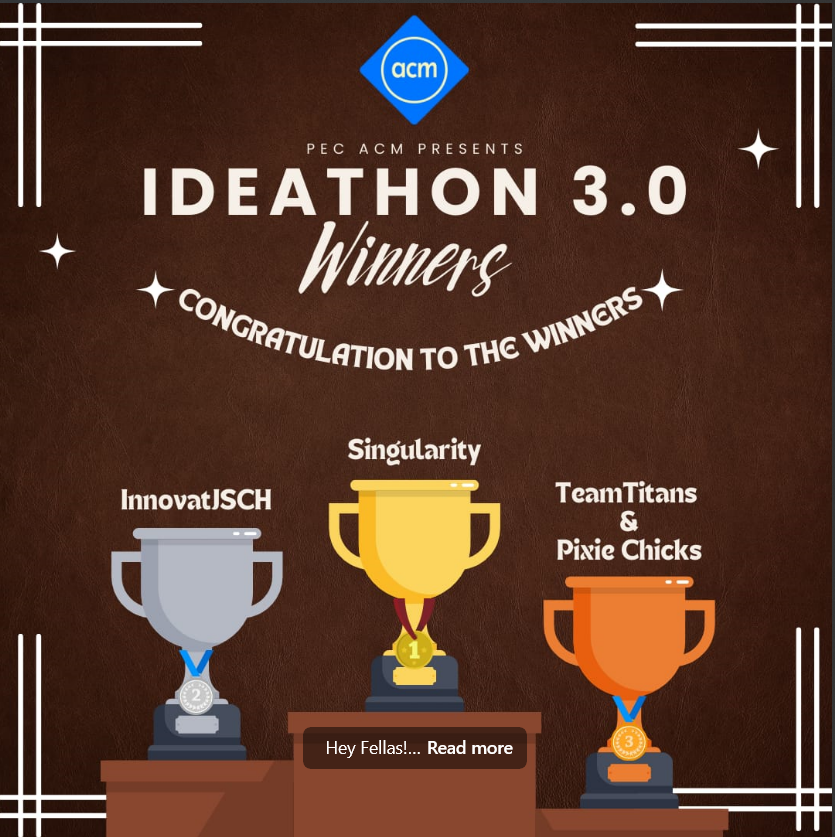 acm
PEC ACM PRESENTS
IDEATHON 3.0
Winners
CONGRATULATION TO THE WINNERS
Singularity
InnovatJSCH
TeamTitans
&
Pixie Chicks
1
2
3
Hey Fellas!... Read more